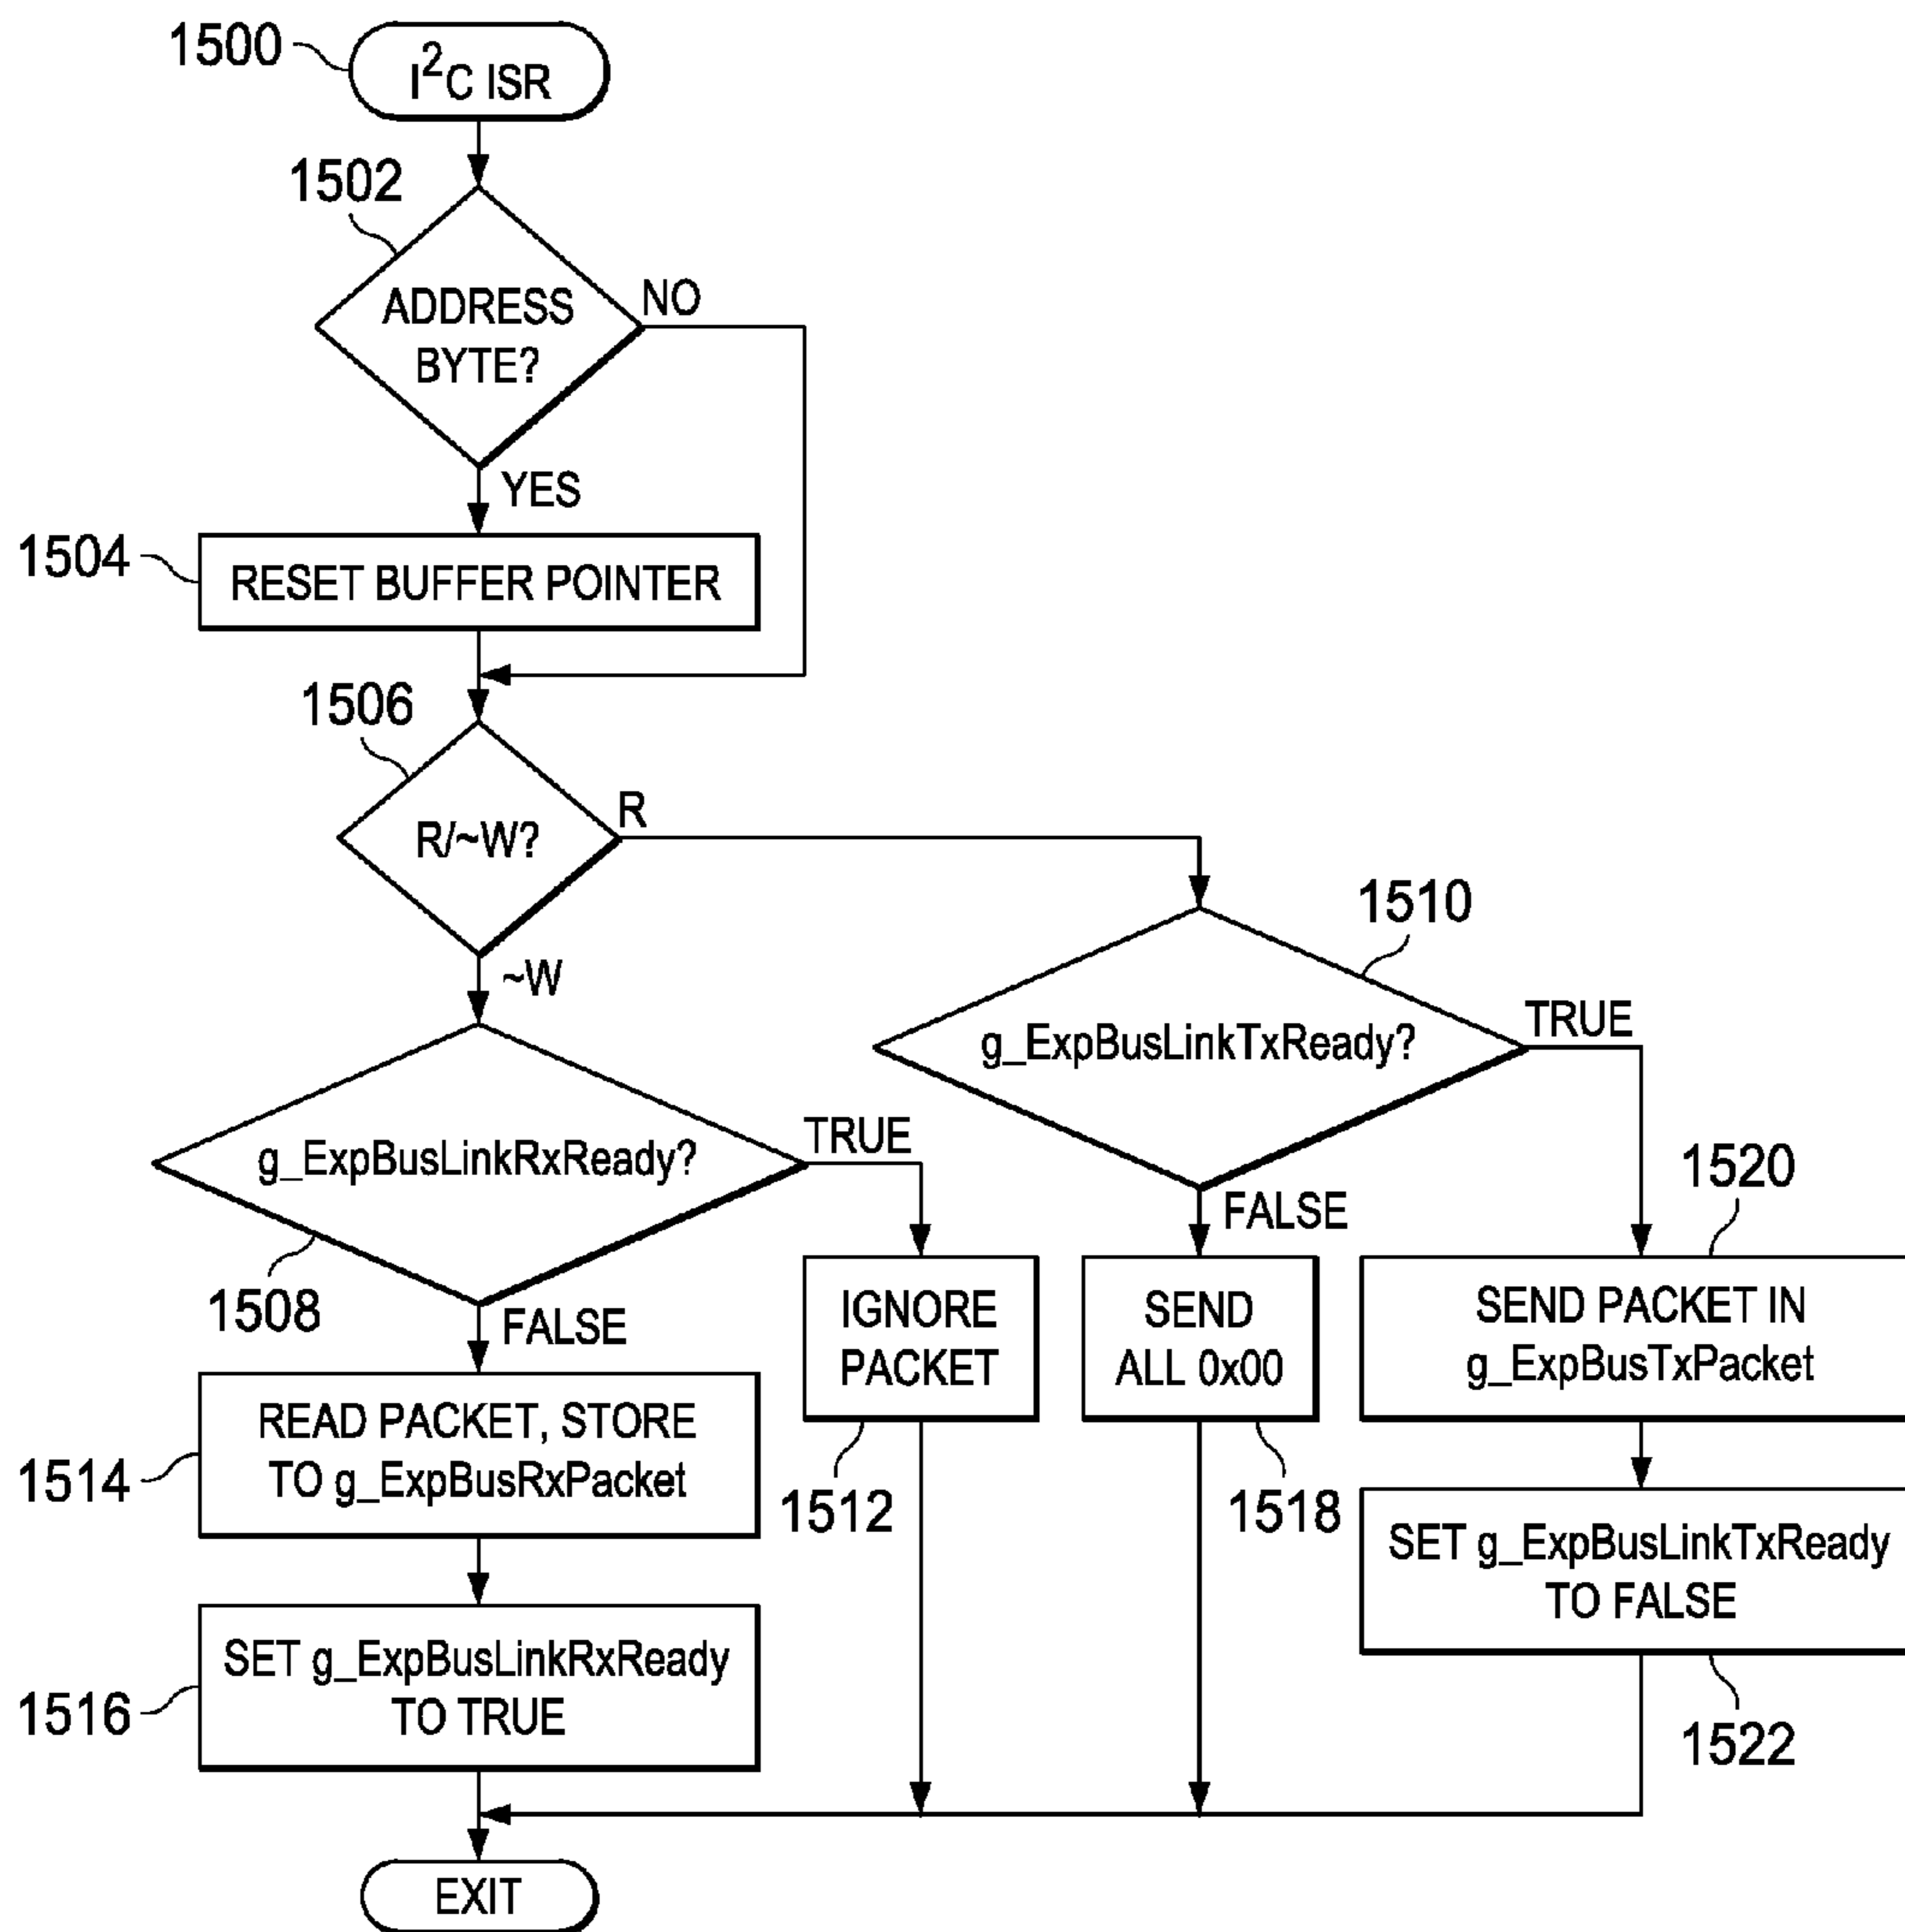 1500
I²C ISR
1502
ADDRESS
BYTE?
NO
YES
1504
RESET BUFFER POINTER
1506
R/~W?
R
~W
1510
g_ExpBusLinkTxReady?
TRUE
FALSE
g_ExpBusLinkRxReady?
TRUE
1508
FALSE
1520
IGNORE
PACKET
1512
SEND
ALL 0x00
1518
SEND PACKET IN
g_ExpBusTxPacket
1514
READ PACKET, STORE
TO g_ExpBusRxPacket
SET g_ExpBusLinkTxReady
TO FALSE
1522
1516
SET g_ExpBusLinkRxReady
TO TRUE
EXIT